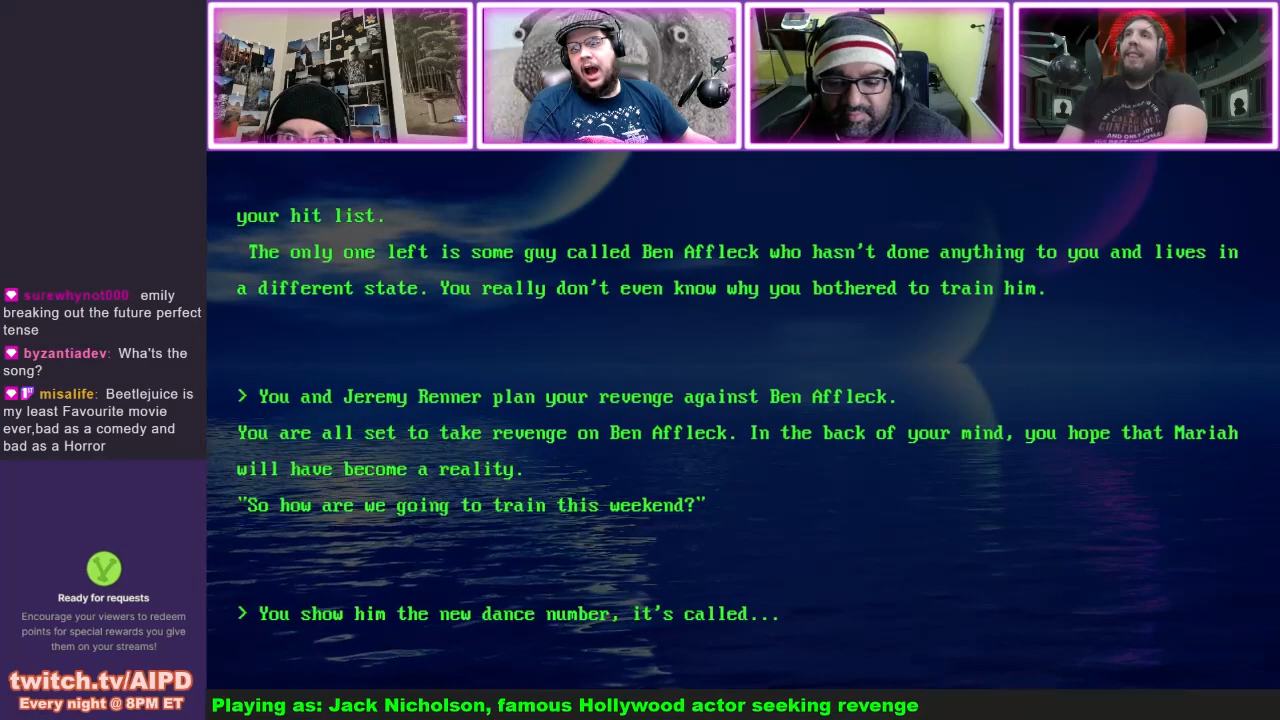 your hit list.
The only one left is some guy called Ben Affleck who hasn't done anything to you and lives in
a different state. You really don't even know why you bothered to train him.
> You and Jeremy Renner plan your revenge against Ben Affleck.
You are all set to take revenge on Ben Affleck. In the back of your mind, you hope that Mariah
will have become a reality.
"So how are we going to train this weekend?"
> You show him the new dance number, it's called...
surewhynot000 emily
breaking out the future perfect
tense
byzantiadev: Wha'ts the
song?
misalife: Beetlejuice is
my least Favourite movie
ever,bad as a comedy and
bad as a Horror
Ready for requests
Encourage your viewers to redeem
points for special rewards you give
them on your streams!
twitch.tv/AIPD
Every night @ 8PM ET
Playing as: Jack Nicholson, famous Hollywood actor seeking revenge